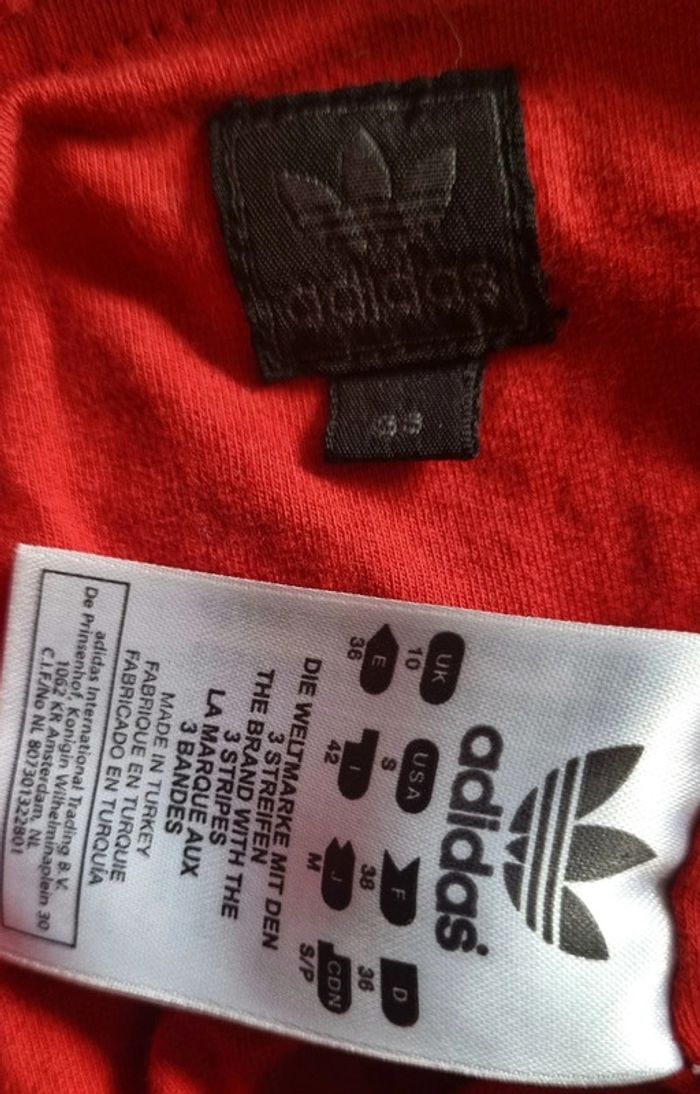 adidas
adidas
UK USA F D
10 S 38 36
E I J CDN
36 42 M S/P
DIE WELTMARKE MIT DEN
3 STREIFEN
THE BRAND WITH THE
3 STRIPES
LA MARQUE AUX
3 BANDES
MADE IN TURKEY
FABRIQUE EN TURQUIE
FABRICADO EN TURQUÍA
adidas International Trading B.V.
De Prinsenhof, Konigin Wilhelminaplein 30
1062 KR Amsterdam, NL
C.I.F./No NL 807301322B01